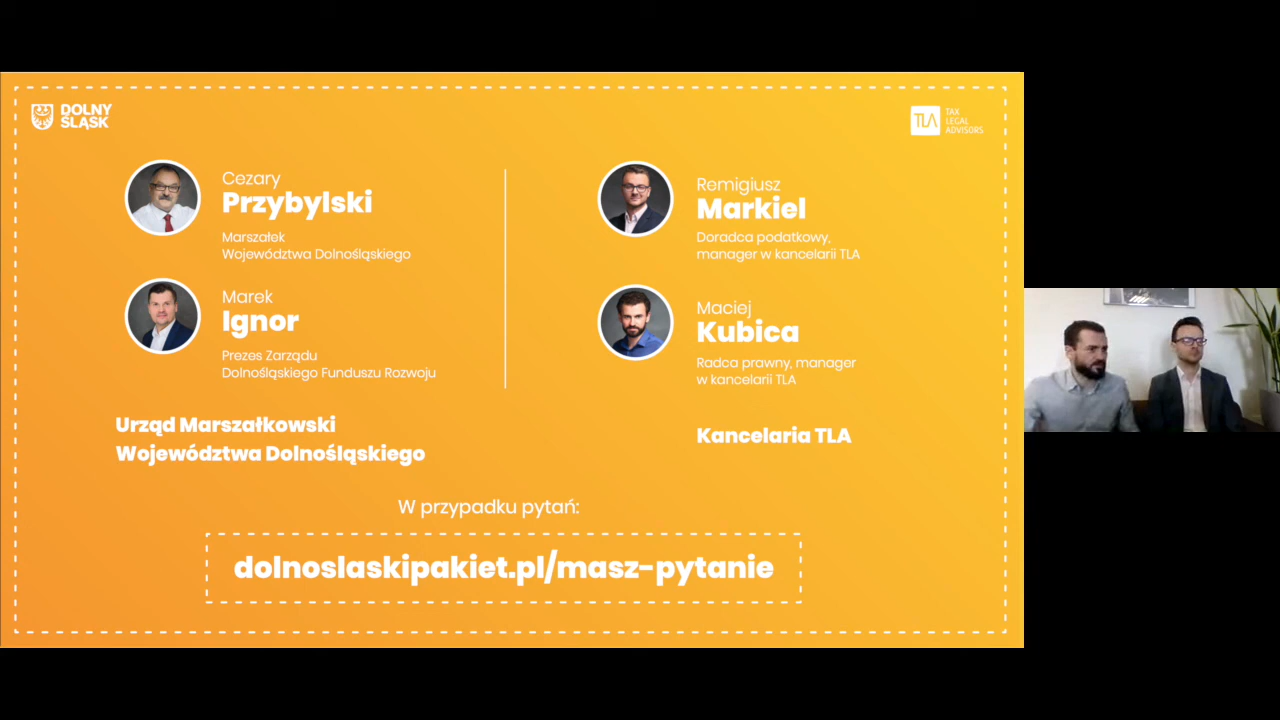 DOLNY
ŚLĄSK
TLA
TAX
LEGAL
ADVISORS
Cezary
Przybylski
Marszałek
Województwa Dolnośląskiego
Marek
Ignor
Prezes Zarządu
Dolnośląskiego Funduszu Rozwoju
Urząd Marszałkowski
Województwa Dolnośląskiego
Remigiusz
Markiel
Doradca podatkowy,
manager w kancelarii TLA
Maciej
Kubica
Radca prawny, manager
w kancelarii TLA
Kancelaria TLA
W przypadku pytań:
dolnoslaskipakiet.pl/masz-pytanie